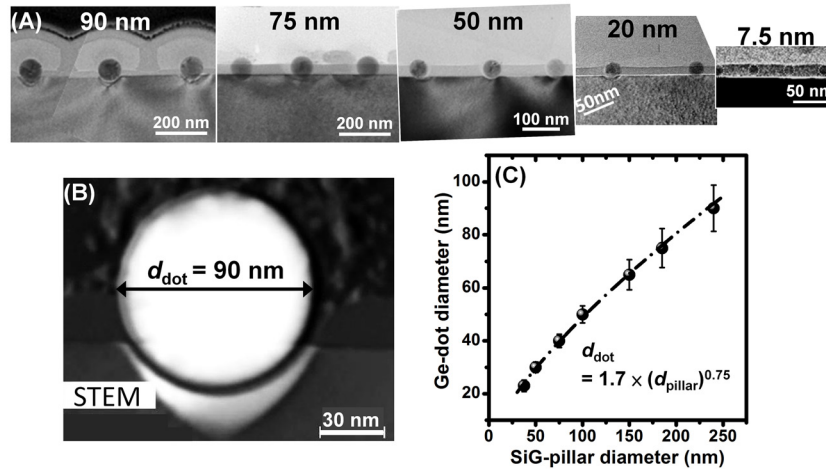 (A)
90 nm
75 nm
50 nm
20 nm
7.5 nm
200 nm
200 nm
100 nm
50nm
50 nm
(B)
d_dot = 90 nm
STEM
30 nm
(C)
Ge-dot diameter (nm)
100
80
60
40
20
d_dot
= 1.7 × (d_pillar)^0.75
0 50 100 150 200 250
SiG-pillar diameter (nm)